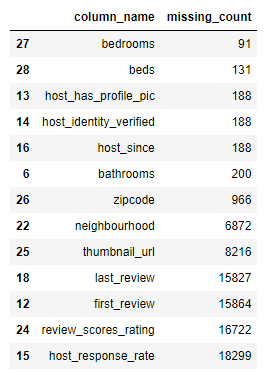 column_name missing_count
27 bedrooms 91
28 beds 131
13 host_has_profile_pic 188
14 host_identity_verified 188
16 host_since 188
6 bathrooms 200
26 zipcode 966
22 neighbourhood 6872
25 thumbnail_url 8216
18 last_review 15827
12 first_review 15864
24 review_scores_rating 16722
15 host_response_rate 18299